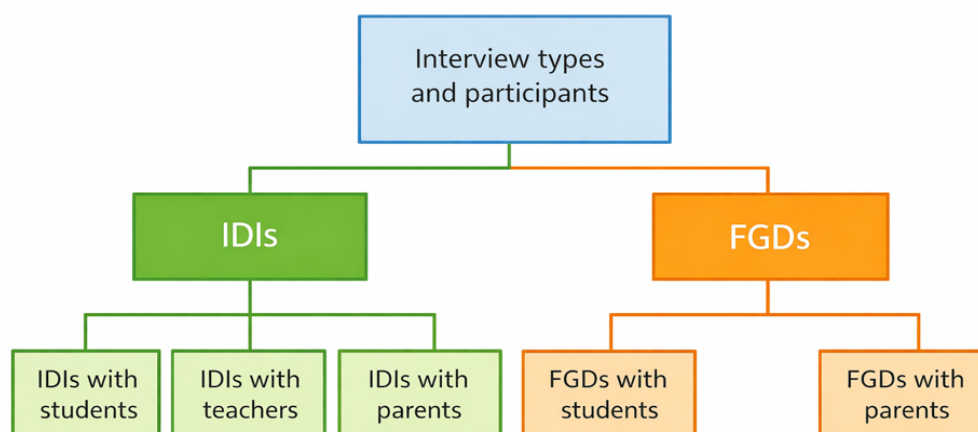 Interview types
and participants
IDIs
FGDs
IDIs with
students
IDIs with
teachers
IDIs with
parents
FGDs with
students
FGDs with
parents